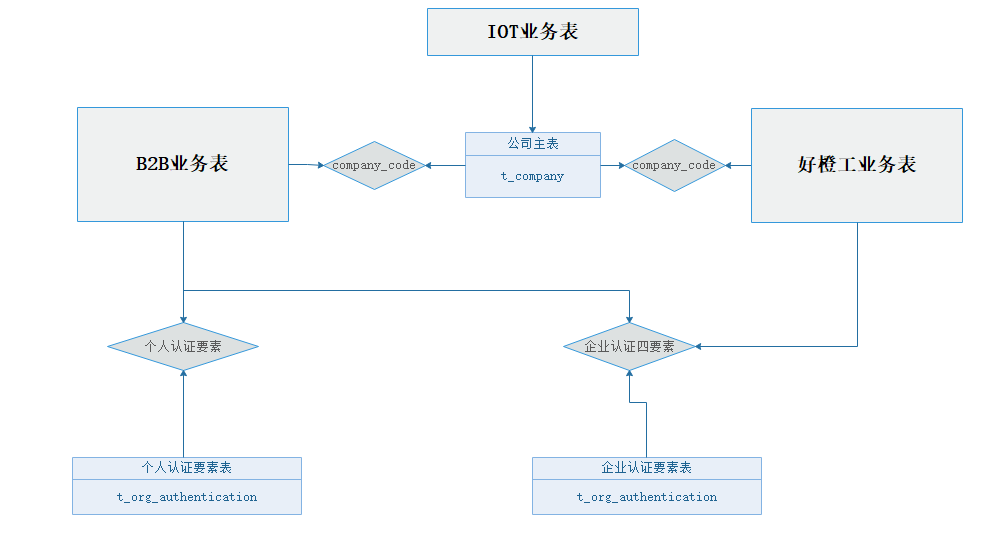 IOT业务表
B2B业务表
company_code
公司主表
t_company
company_code
好橙工业务表
个人认证要素
企业认证四要素
个人认证要素表
t_org_authentication
企业认证要素表
t_org_authentication